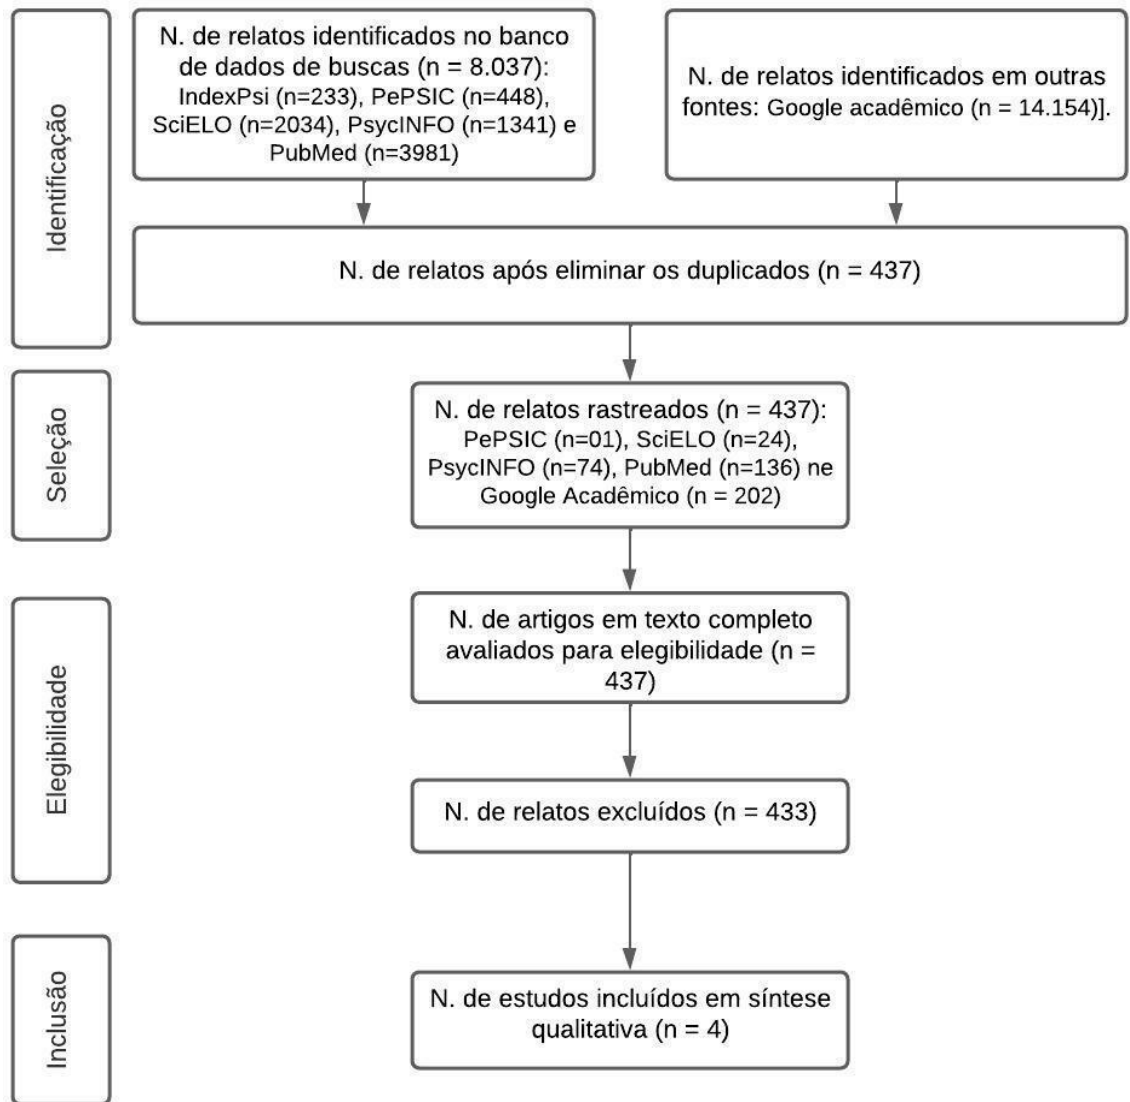 Identificação
N. de relatos identificados no banco
de dados de buscas (n = 8.037):
IndexPsi (n=233), PePSIC (n=448),
SciELO (n=2034), PsycINFO (n=1341) e
PubMed (n=3981)
N. de relatos identificados em outras
fontes: Google acadêmico (n = 14.154)].
N. de relatos após eliminar os duplicados (n = 437)
Seleção
N. de relatos rastreados (n = 437):
PePSIC (n=01), SciELO (n=24),
PsycINFO (n=74), PubMed (n=136) ne
Google Acadêmico (n = 202)
Elegibilidade
N. de artigos em texto completo
avaliados para elegibilidade (n =
437)
N. de relatos excluídos (n = 433)
Inclusão
N. de estudos incluídos em síntese
qualitativa (n = 4)